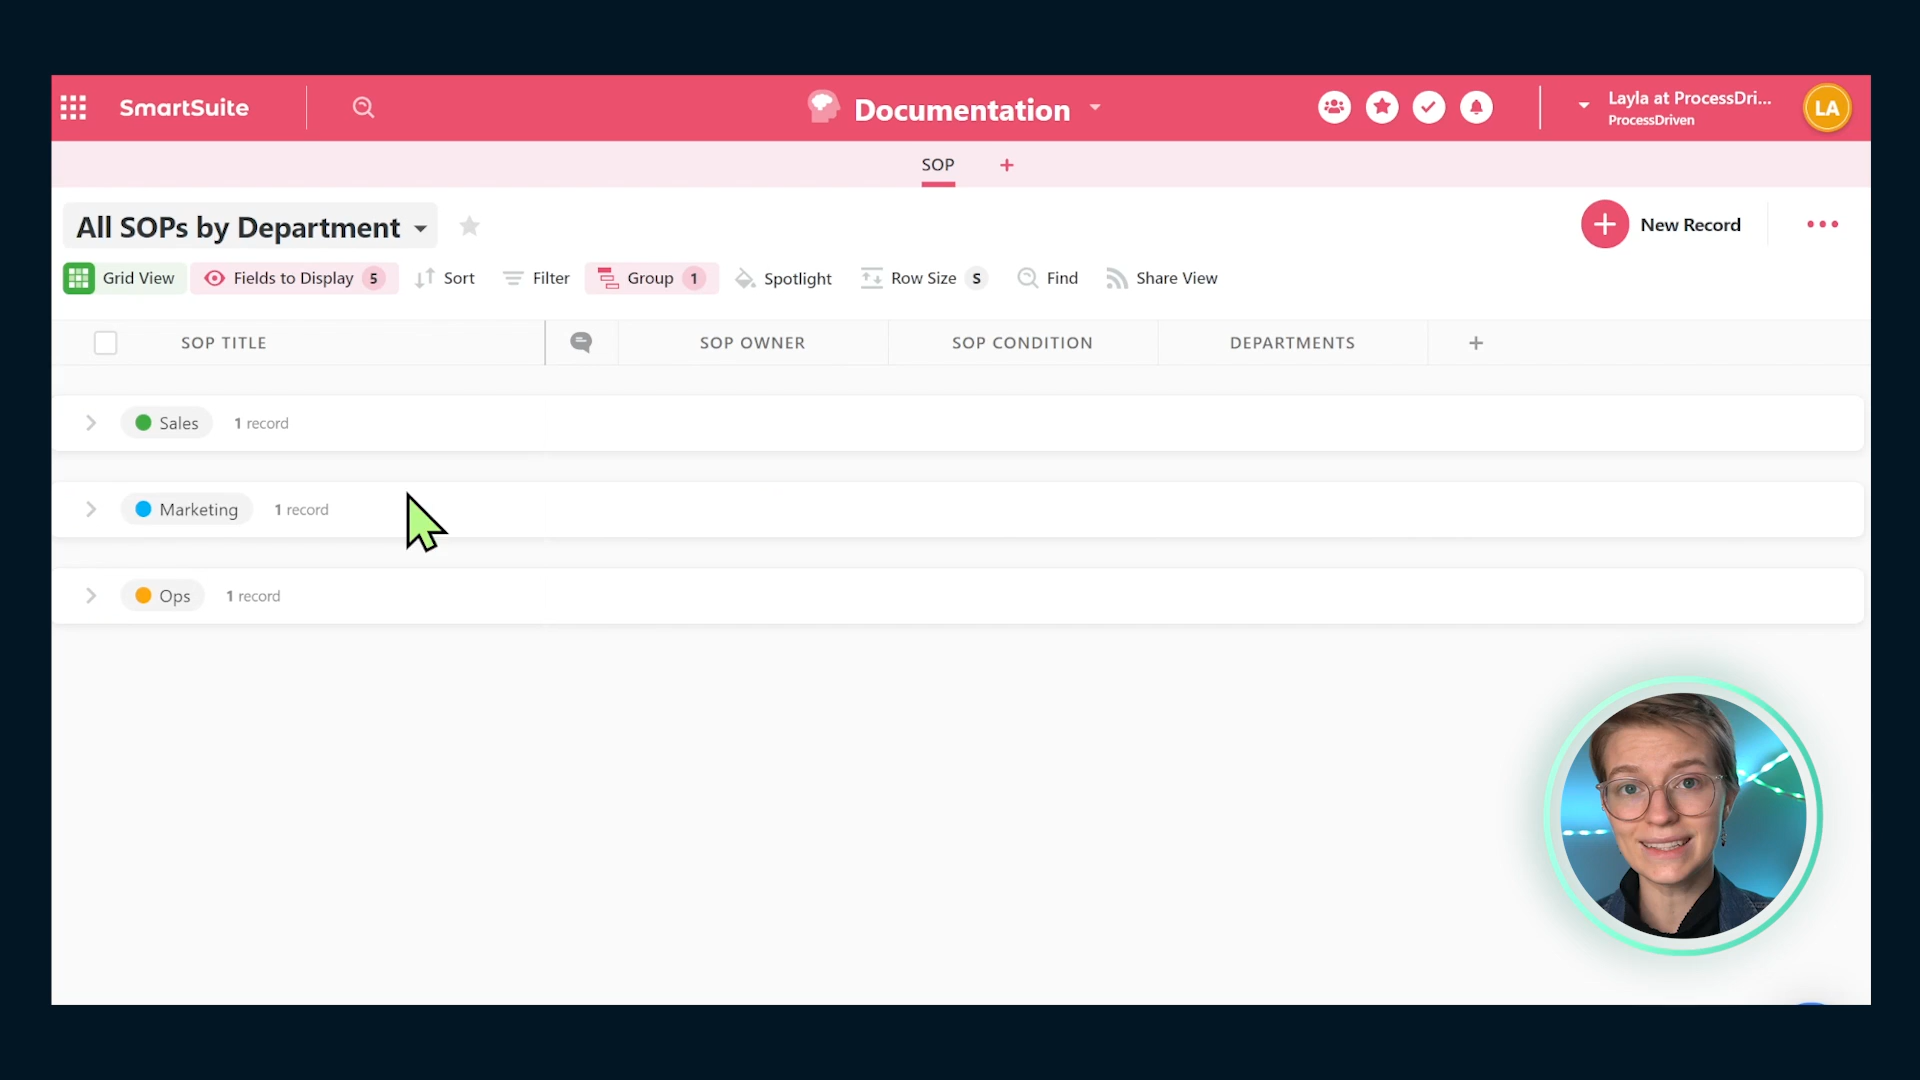 SmartSuite
Documentation
Layla at ProcessDri...
ProcessDriven
LA
SOP
+
All SOPs by Department
New Record
Grid View
Fields to Display 5
Sort
Filter
Group 1
Spotlight
Row Size S
Find
Share View
SOP TITLE
SOP OWNER
SOP CONDITION
DEPARTMENTS
+
Sales 1 record
Marketing 1 record
Ops 1 record